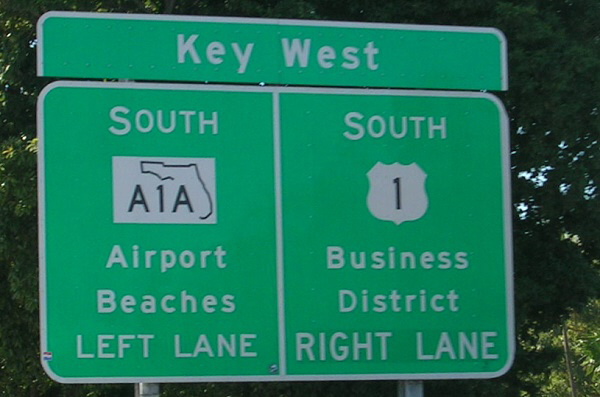 Key West
SOUTH
A1A
Airport
Beaches
LEFT LANE
SOUTH
1
Business
District
RIGHT LANE